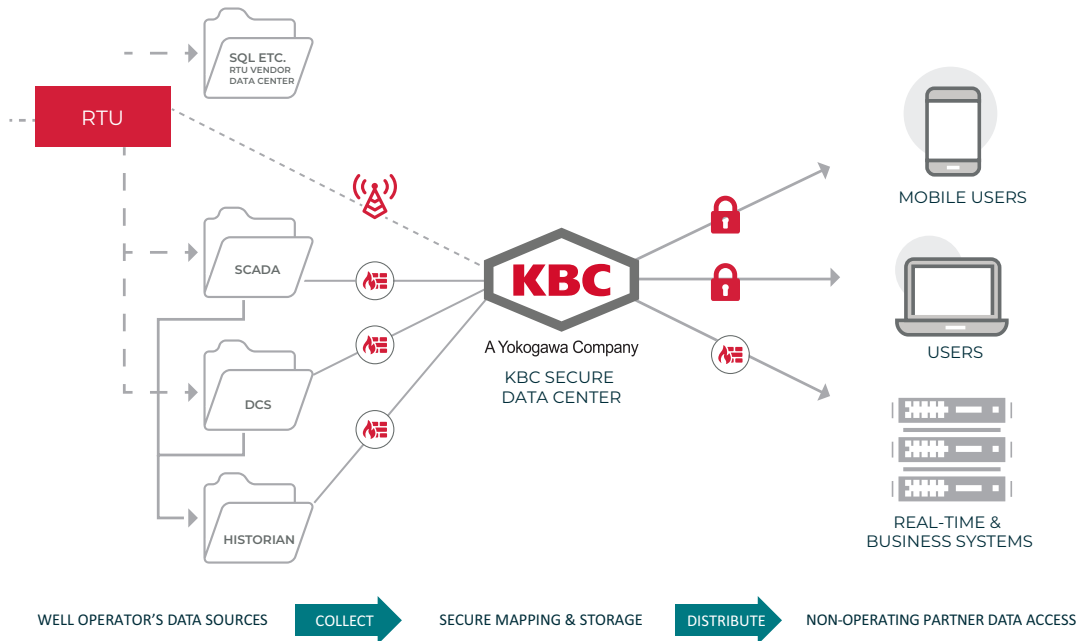 SQL ETC.
RTU VENDOR
DATA CENTER
RTU
MOBILE USERS
SCADA
KBC
A Yokogawa Company
KBC SECURE
DATA CENTER
USERS
DCS
HISTORIAN
REAL-TIME &
BUSINESS SYSTEMS
WELL OPERATOR'S DATA SOURCES
COLLECT
SECURE MAPPING & STORAGE
DISTRIBUTE
NON-OPERATING PARTNER DATA ACCESS